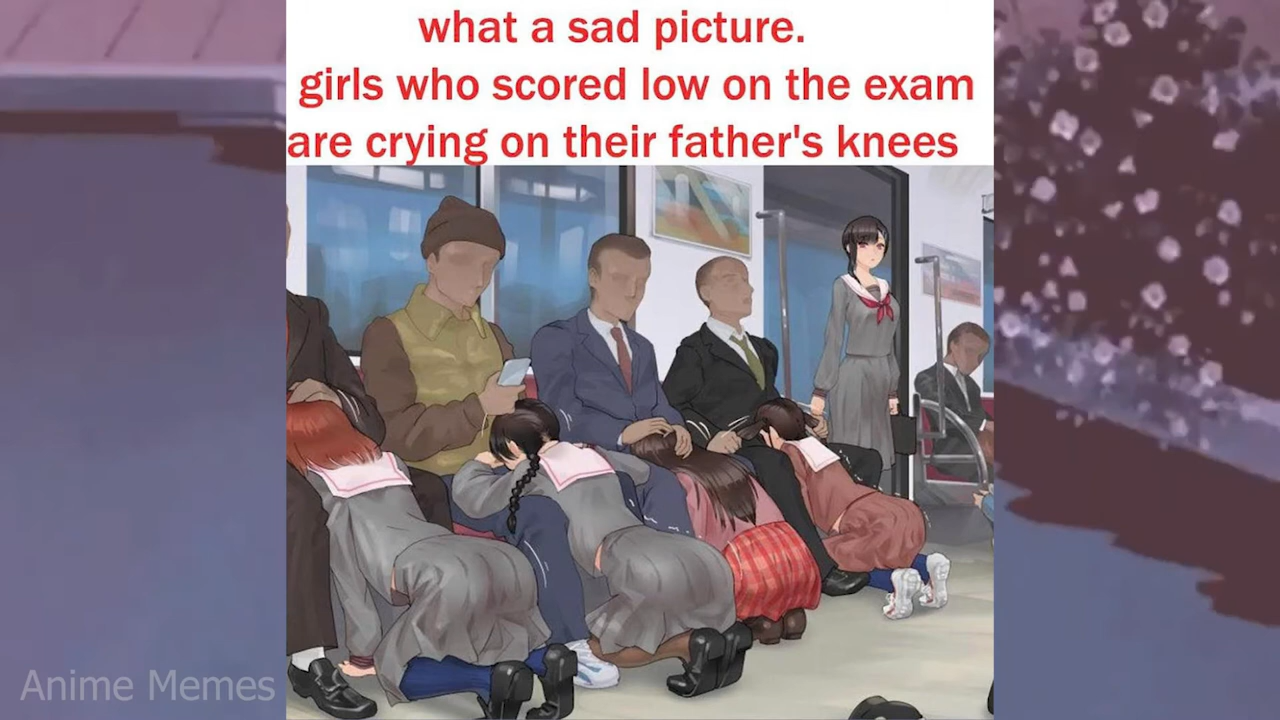 what a sad picture.
girls who scored low on the exam
are crying on their father's knees
Anime Memes